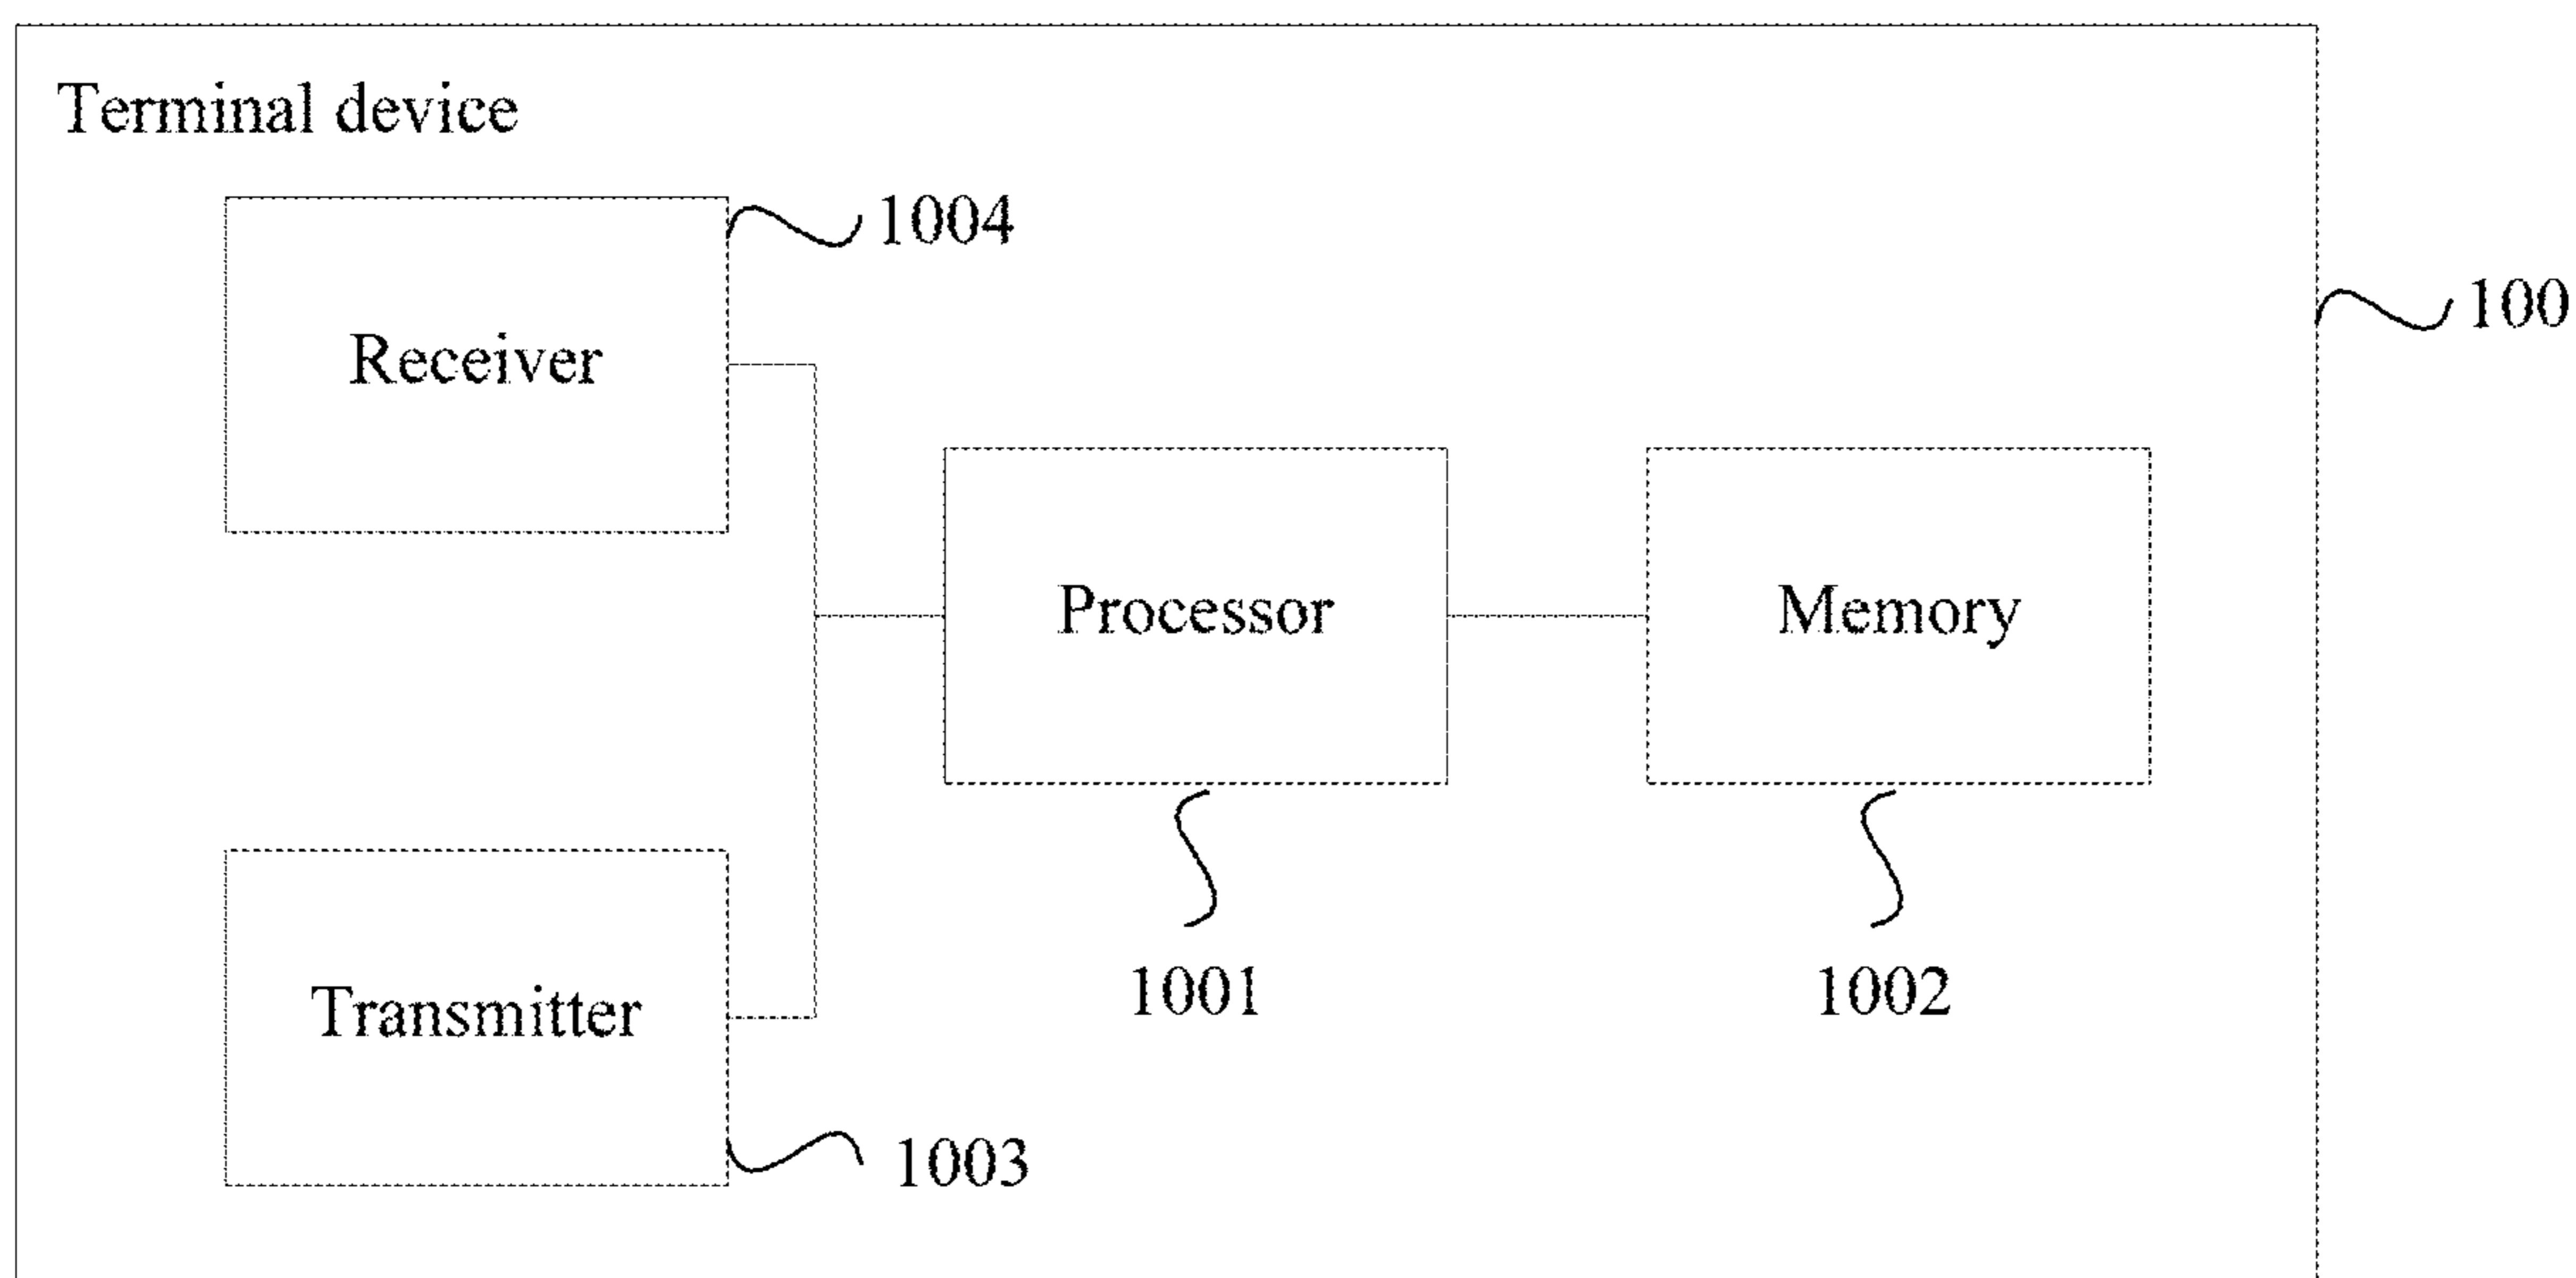 Terminal device
1004
Receiver
100
Processor
Memory
1001
1002
Transmitter
1003